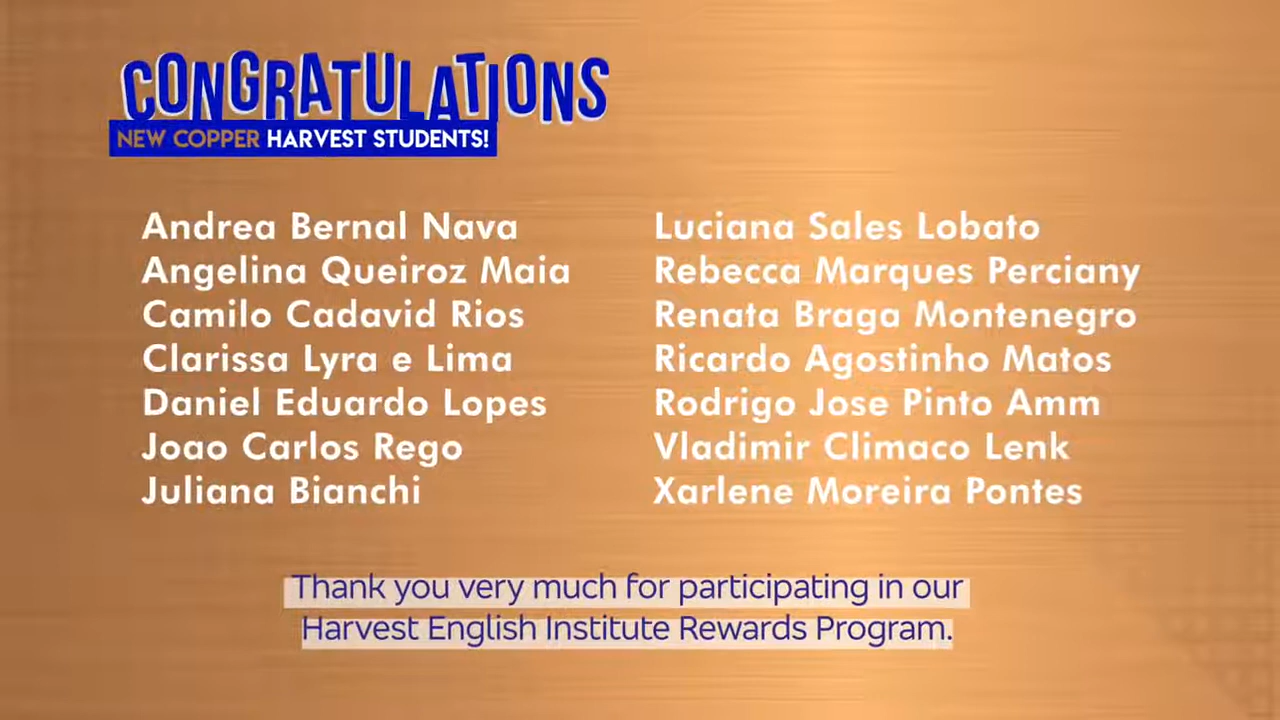 CONGRATULATIONS
NEW COPPER HARVEST STUDENTS!
Andrea Bernal Nava
Angelina Queiroz Maia
Camilo Cadavid Rios
Clarissa Lyra e Lima
Daniel Eduardo Lopes
Joao Carlos Rego
Juliana Bianchi
Luciana Sales Lobato
Rebecca Marques Perciany
Renata Braga Montenegro
Ricardo Agostinho Matos
Rodrigo Jose Pinto Amm
Vladimir Climaco Lenk
Xarlene Moreira Pontes
Thank you very much for participating in our
Harvest English Institute Rewards Program.